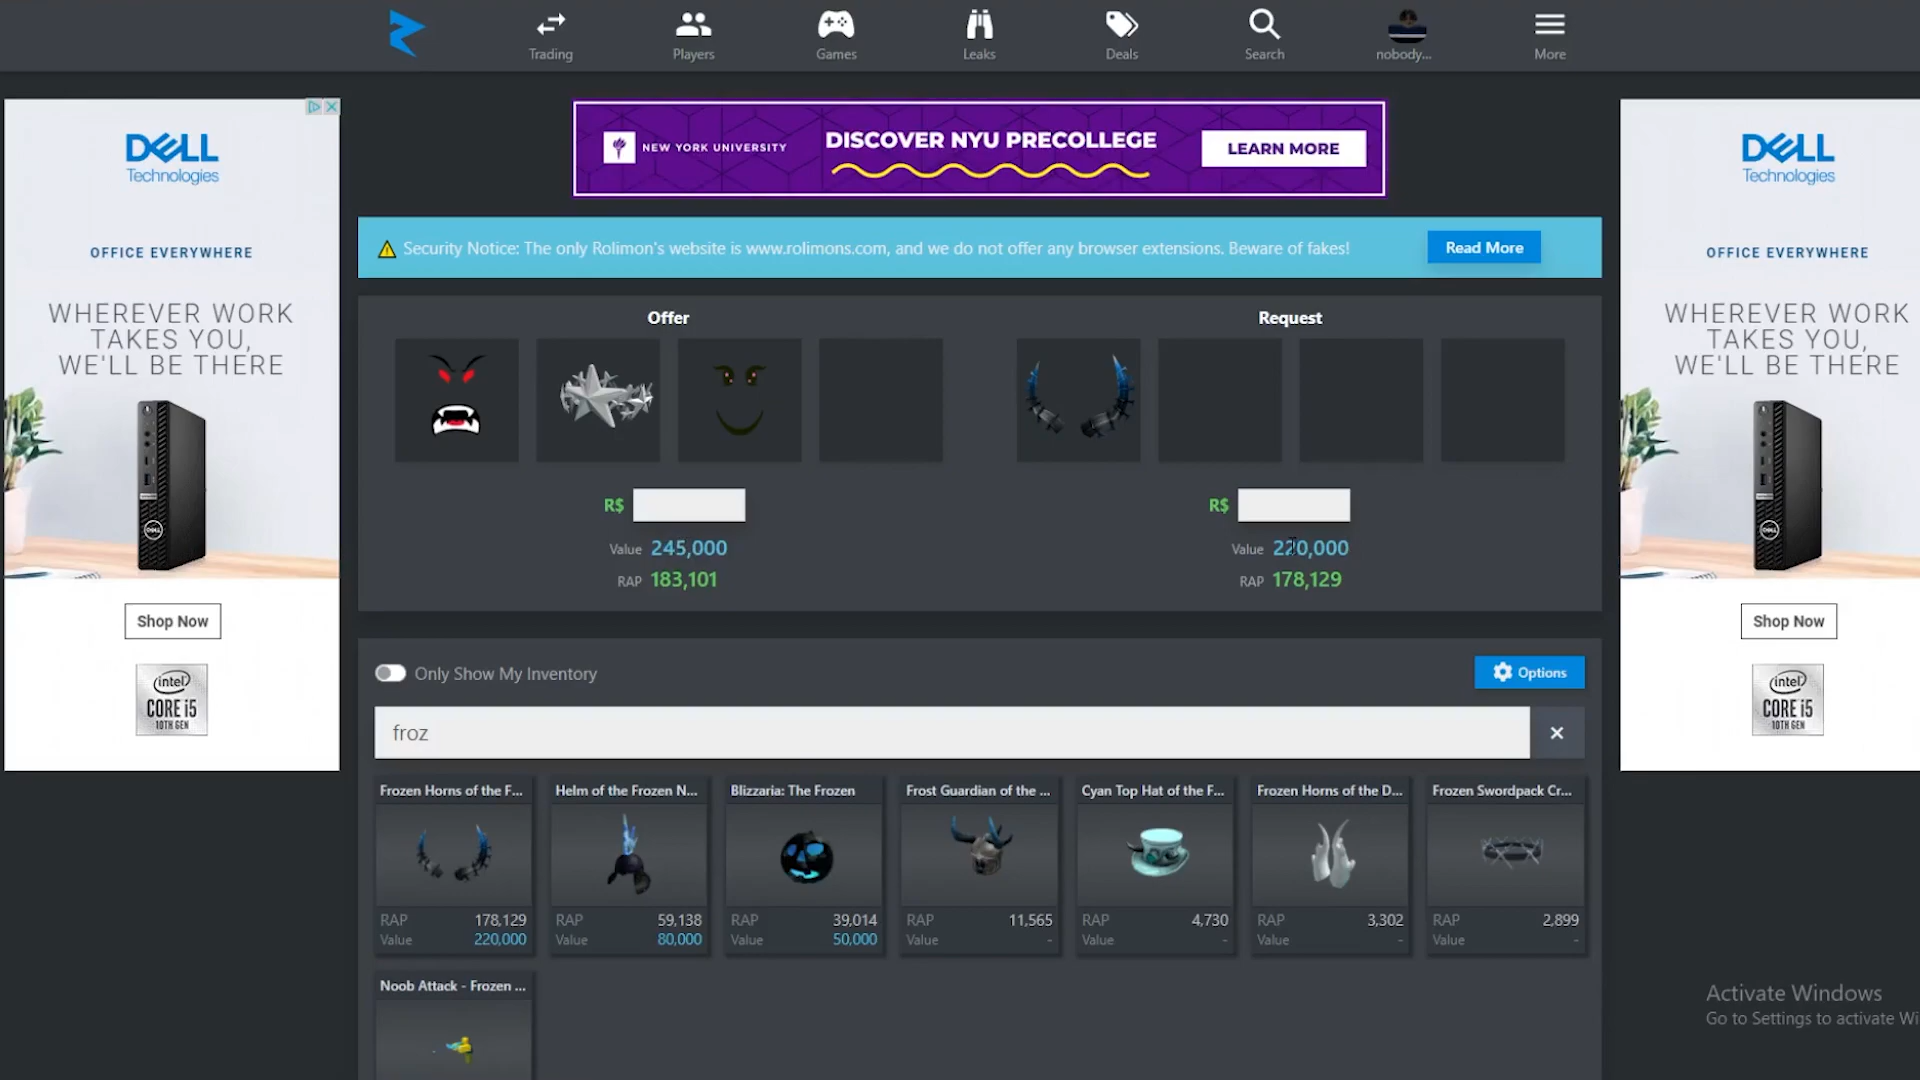 Trading
Players
Games
Leaks
Deals
Search
nobody...
More
DELL
Technologies
OFFICE EVERYWHERE
WHEREVER WORK
TAKES YOU,
WE'LL BE THERE
Shop Now
intel
CORE i5
10TH GEN
NEW YORK UNIVERSITY
DISCOVER NYU PRECOLLEGE
LEARN MORE
Security Notice: The only Rolimon's website is www.rolimons.com, and we do not offer any browser extensions. Beware of fakes!
Read More
Offer
R$
Value 245,000
RAP 183,101
Request
R$
Value 220,000
RAP 178,129
Only Show My Inventory
Options
froz
Frozen Horns of the F...
RAP 178,129
Value 220,000
Helm of the Frozen N...
RAP 59,138
Value 80,000
Blizzaria: The Frozen
RAP 39,014
Value 50,000
Frost Guardian of the ...
RAP 11,565
Value -
Cyan Top Hat of the F...
RAP 4,730
Value -
Frozen Horns of the D...
RAP 3,302
Value -
Frozen Swordpack Cr...
RAP 2,899
Value -
Noob Attack - Frozen ...
DELL
Technologies
OFFICE EVERYWHERE
WHEREVER WORK
TAKES YOU,
WE'LL BE THERE
Shop Now
intel
CORE i5
10TH GEN
Activate Windows
Go to Settings to activate Wi